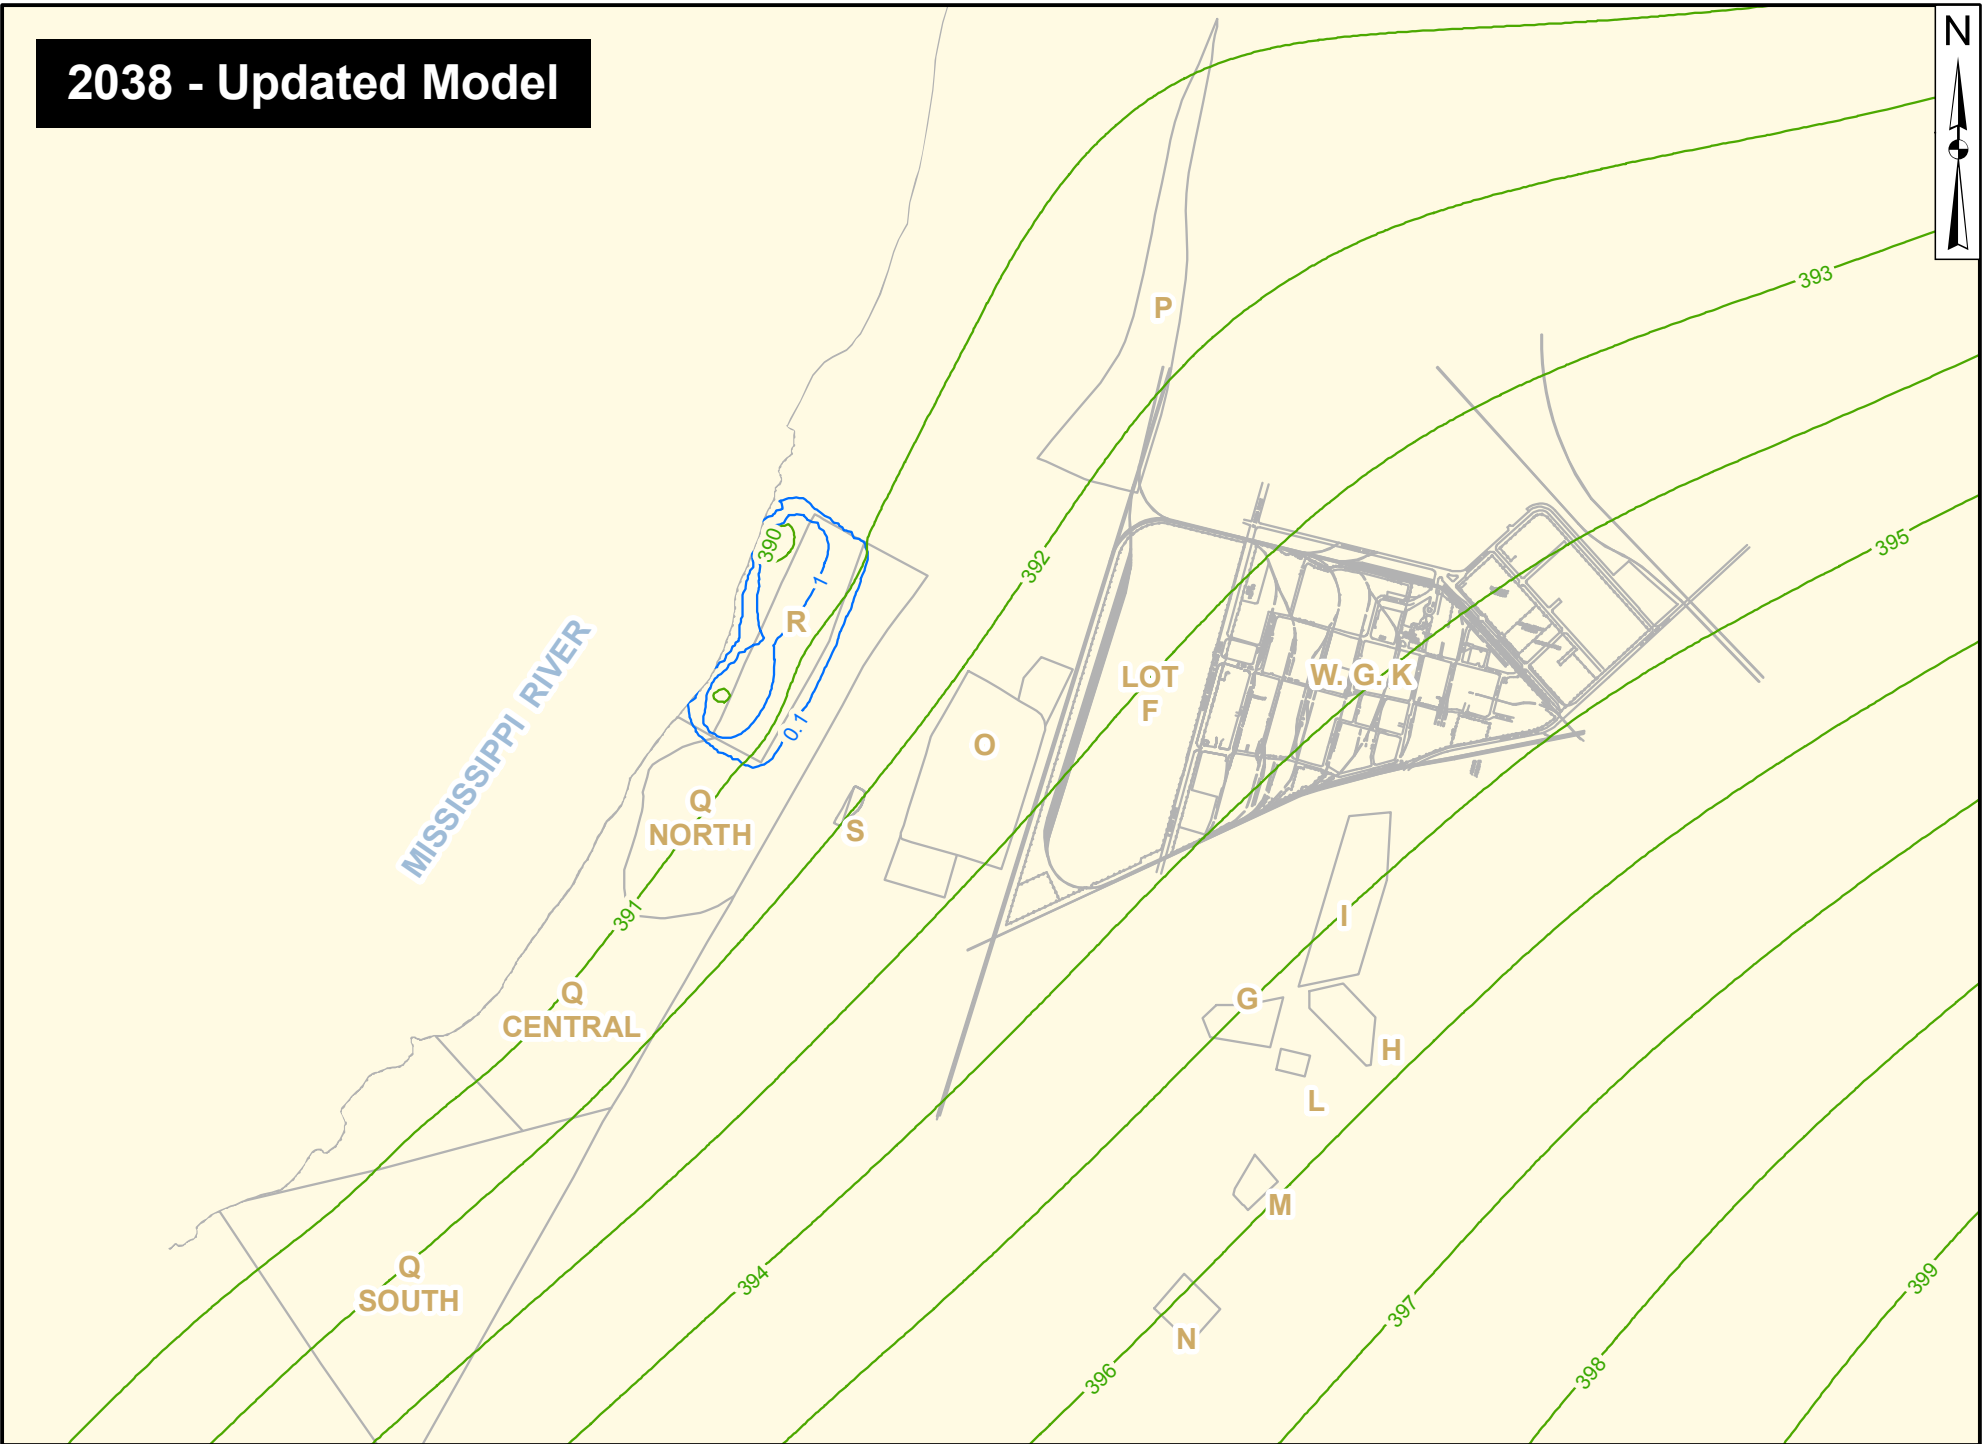 2038 - Updated Model
N
393
P
395
390
392
1
R
MISSISSIPPI RIVER
LOT
F
W. G. K
0.1
O
Q
NORTH
S
391
I
Q
CENTRAL
G
H
L
M
Q
SOUTH
394
399
397
N
396
398